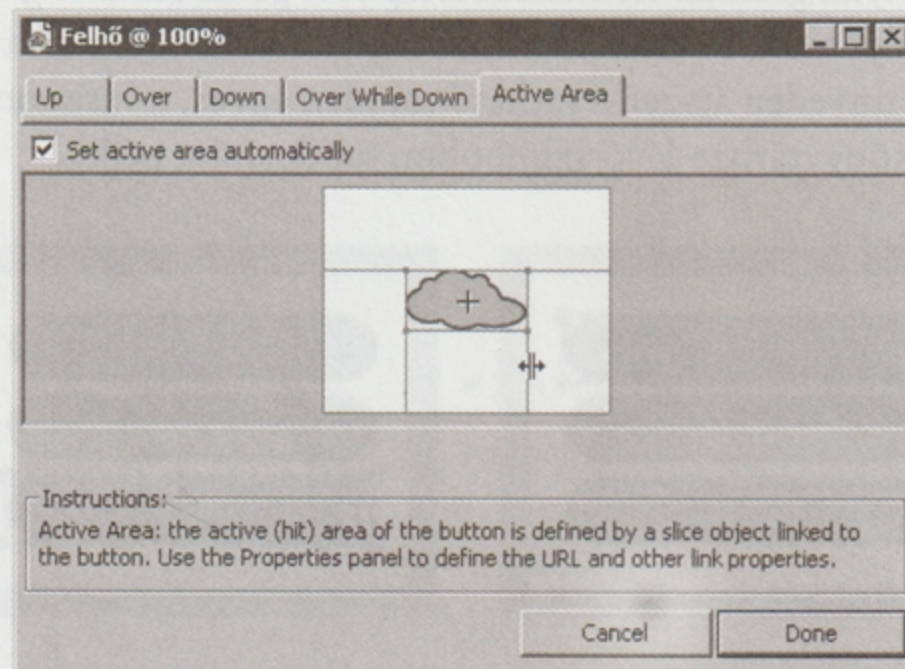 Felhő @ 100%
Up Over Down Over While Down Active Area
Set active area automatically
Instructions:
Active Area: the active (hit) area of the button is defined by a slice object linked to
the button. Use the Properties panel to define the URL and other link properties.
Cancel Done